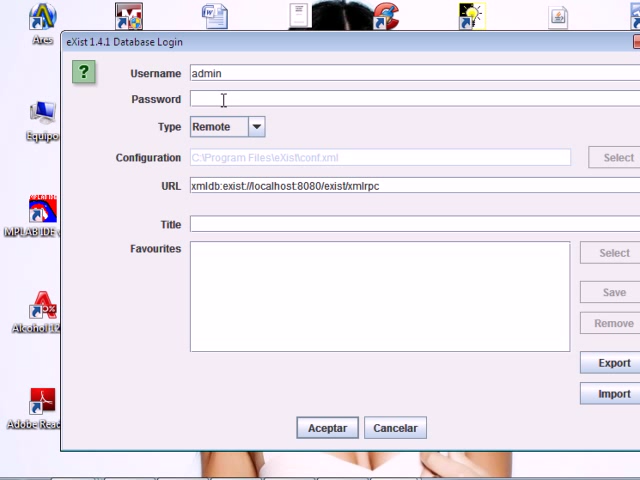 Ares
eXist 1.4.1 Database Login
?
Username admin
Password
Equipo
Type Remote
Configuration C:\Program Files\eXist\conf.xml Select
URL xmldb:exist://localhost:8080/exist/xmlrpc
MPLAB IDE
Title
Favourites
Select
Save
Remove
Alcohol 12
Export
Import
Adobe Read
Aceptar Cancelar